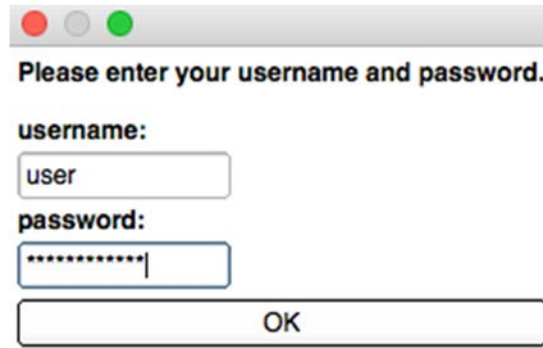 Please enter your username and password.
username:
user
password:
************
OK